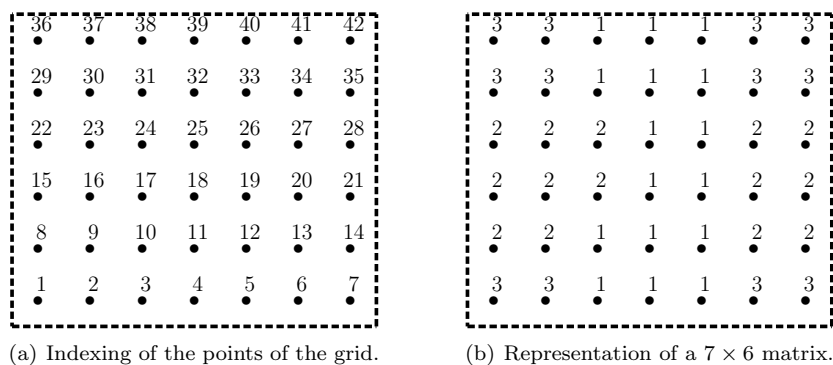 36 37 38 39 40 41 42
29 30 31 32 33 34 35
22 23 24 25 26 27 28
15 16 17 18 19 20 21
8 9 10 11 12 13 14
1 2 3 4 5 6 7
(a) Indexing of the points of the grid.
3 3 1 1 1 3 3
3 3 1 1 1 3 3
2 2 2 1 1 2 2
2 2 2 1 1 2 2
2 2 1 1 1 2 2
3 3 1 1 1 3 3
(b) Representation of a 7 × 6 matrix.